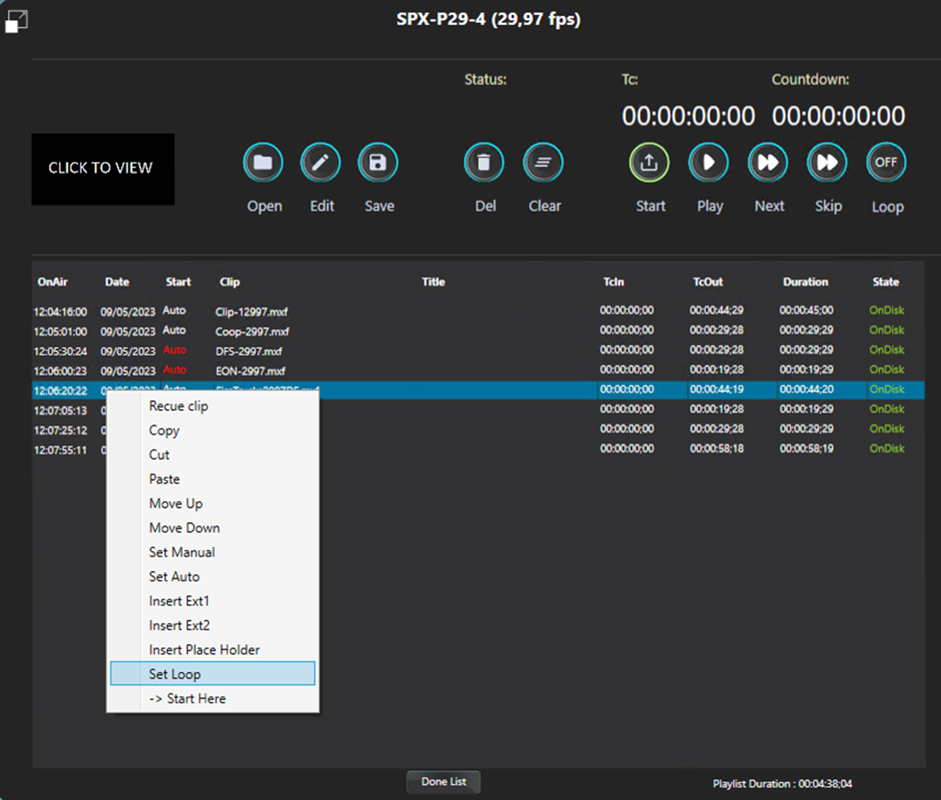 SPX-P29-4 (29,97 fps)
Status: Tc: Countdown:
00:00:00:00 00:00:00:00
CLICK TO VIEW
OFF
Open Edit Save Del Clear Start Play Next Skip Loop
OnAir Date Start Clip Title TcIn TcOut Duration State
12:04:16:00 09/05/2023 Auto Clip-12997.mxf 00:00:00;00 00:00:44;29 00:00:45;00 OnDisk
12:05:01:00 09/05/2023 Auto Coop-2997.mxf 00:00:00;00 00:00:29;28 00:00:29;29 OnDisk
12:05:30:24 09/05/2023 Auto DFS-2997.mxf 00:00:00;00 00:00:29;28 00:00:29;29 OnDisk
12:06:00:23 09/05/2023 Auto EON-2997.mxf 00:00:00;00 00:00:19;28 00:00:19;29 OnDisk
12:06:20:22 09/05/2023 Auto 00:00:00;00 00:00:44;19 00:00:44;20 OnDisk
12:07:05:13 00:00:00;00 00:00:19;28 00:00:19;29 OnDisk
12:07:25:12 00:00:00;00 00:00:29;28 00:00:29;29 OnDisk
12:07:55:11 00:00:00;00 00:00:58;18 00:00:58;19 OnDisk
Recue clip
Copy
Cut
Paste
Move Up
Move Down
Set Manual
Set Auto
Insert Ext1
Insert Ext2
Insert Place Holder
Set Loop
-> Start Here
Done List
Playlist Duration : 00:04:38;04